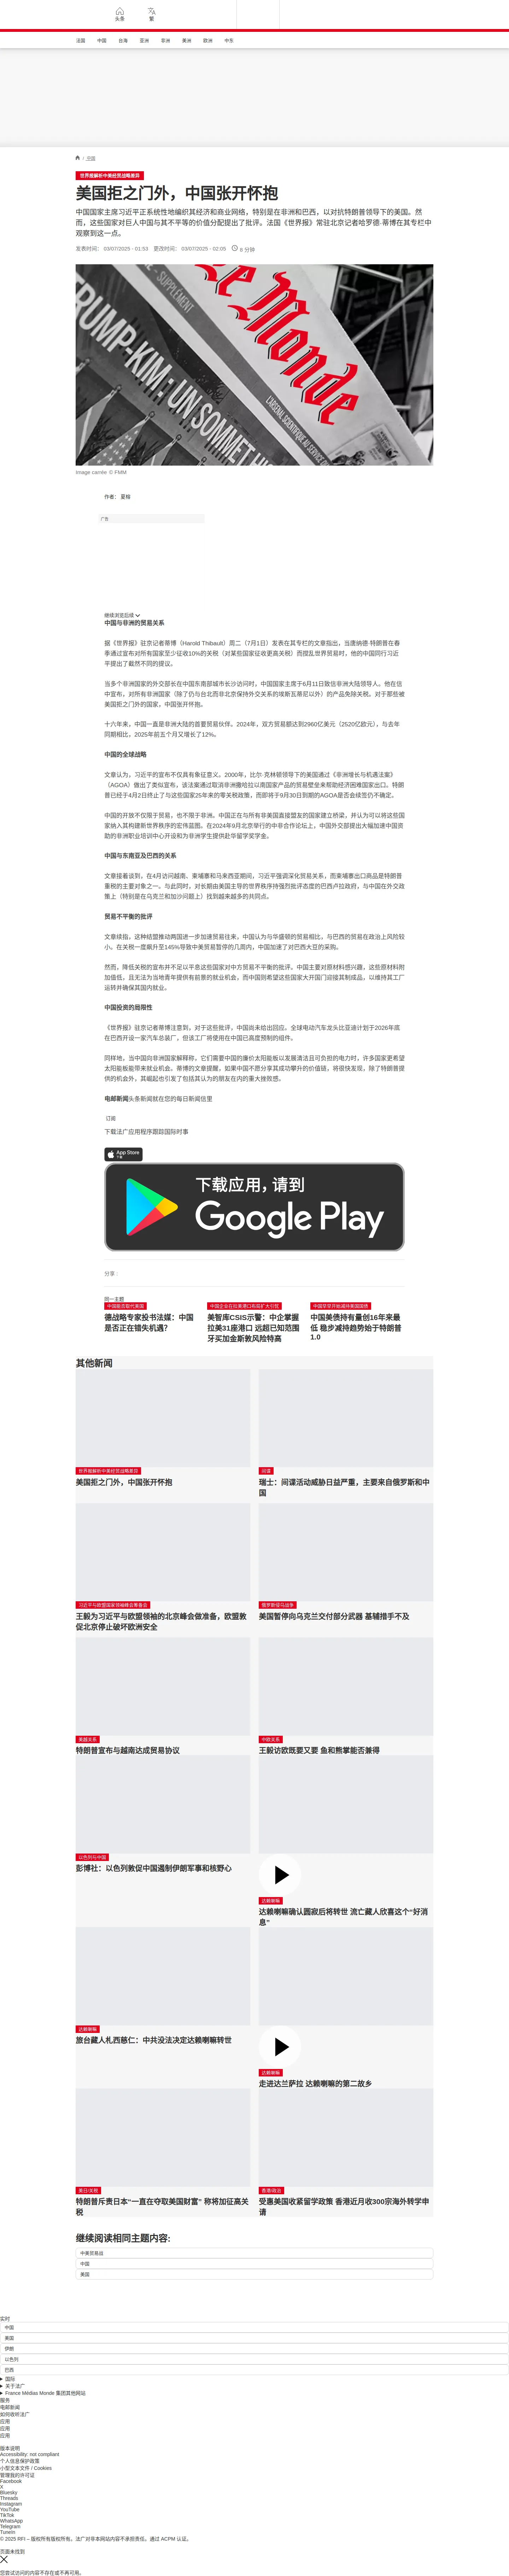 头条
繁
法国
中国
台海
亚洲
非洲
美洲
欧洲
中东
/ 中国
世界报解析中美经贸战略差异
美国拒之门外，中国张开怀抱
中国国家主席习近平正系统性地编织其经济和商业网络，特别是在非洲和巴西，以对抗特朗普领导下的美国。然
而，这些国家对巨人中国与其不平等的价值分配提出了批评。法国《世界报》常驻北京记者哈罗德·蒂博在其专栏中
观察到这一点。
发表时间： 03/07/2025 - 01:53 更改时间： 03/07/2025 - 02:05 6 分钟
Le Monde
TRUMP-KIM : UN SOMMET
L'ARSENAL SCIENTIFIQUE AU SECOURS
Image carrée © FMM
作者： 夏榕
广告
继续浏览后续
中国与非洲的贸易关系
据《世界报》驻京记者蒂博（Harold Thibault）周二（7月1日）发表在其专栏的文章指出，当唐纳德·特朗普在春
季通过宣布对所有国家至少征收10%的关税（对某些国家征收更高关税）而搅乱世界贸易时，他的中国同行习近
平提出了截然不同的提议。
当多个非洲国家的外交部长在中国东南部城市长沙访问时，中国国家主席于6月11日致信非洲大陆领导人。他在信
中宣布，对所有非洲国家（除了仍与台北而非北京保持外交关系的埃斯瓦蒂尼以外）的产品免除关税。对于那些被
美国拒之门外的国家，中国张开怀抱。
十六年来，中国一直是非洲大陆的首要贸易伙伴。2024年，双方贸易额达到2960亿美元（2520亿欧元），与去年
同期相比，2025年前五个月又增长了12%。
中国的全球战略
文章认为，习近平的宣布不仅具有象征意义。2000年，比尔·克林顿领导下的美国通过《非洲增长与机遇法案》
（AGOA）做出了类似宣布，该法案通过取消非洲撒哈拉以南国家产品的贸易壁垒来帮助经济困难国家出口。特朗
普已经于4月2日终止了与这些国家25年来的零关税政策，而即将于9月30日到期的AGOA是否会续签仍不确定。
中国的开放不仅限于贸易，也不限于非洲。中国正在与所有非美国直接盟友的国家建立桥梁，并认为可以将这些国
家纳入其构建新世界秩序的宏伟蓝图。在2024年9月北京举行的中非合作论坛上，中国外交部提出大幅加速中国资
助的非洲职业培训中心开设和为非洲学生提供赴华留学奖学金。
中国与东南亚及巴西的关系
文章接着谈到，在4月访问越南、柬埔寨和马来西亚期间，习近平强调深化贸易关系，而柬埔寨出口商品是特朗普
重税的主要对象之一。与此同时，对长期由美国主导的世界秩序持强烈批评态度的巴西卢拉政府，与中国在外交政
策上（特别是在乌克兰和加沙问题上）找到越来越多的共同点。
贸易不平衡的批评
文章续指，这种结盟推动两国进一步加速贸易往来。中国认为与华盛顿的贸易相比，与巴西的贸易在政治上风险较
小。在关税一度飙升至145%导致中美贸易暂停的几周内，中国加速了对巴西大豆的采购。
然而，降低关税的宣布并不足以平息这些国家对中方贸易不平衡的批评。中国主要对原材料感兴趣，这些原材料附
加值低，且无法为当地青年提供有前景的就业机会，而中国则希望这些国家大开国门迎接其制成品，以维持其工厂
运转并确保其国内就业。
中国投资的局限性
《世界报》驻京记者蒂博注意到，对于这些批评，中国尚未给出回应。全球电动汽车龙头比亚迪计划于2026年底
在巴西开设一家汽车总装厂，但该工厂将使用在中国已高度预制的组件。
同样地，当中国向非洲国家解释称，它们需要中国的廉价太阳能板以发展清洁且可负担的电力时，许多国家更希望
太阳能板能带来就业机会。蒂博的文章提醒，如果中国不愿分享其成功攀升的价值链，将很快发现，除了特朗普提
供的机会外，其崛起也引发了包括其认为的朋友在内的重大挫败感。
电邮新闻头条新闻就在您的每日新闻信里
订阅
下载法广应用程序跟踪国际时事
App Store
下载应用，请到
Google Play
分享 :
同一主题
中国能否取代美国
德战略专家投书法媒：中国
是否正在错失机遇？
中国企业在拉美港口布局扩大引忧
美智库CSIS示警：中企掌握
拉美31座港口 远超已知范围
牙买加金斯敦风险特高
中国早早开始减持美国国债
中国美债持有量创16年来最
低 稳步减持趋势始于特朗普
1.0
其他新闻
世界报解析中美经贸战略差异
美国拒之门外，中国张开怀抱
间谍
瑞士：间谍活动威胁日益严重，主要来自俄罗斯和中
国
习近平与欧盟国家领袖峰会筹备会
王毅为习近平与欧盟领袖的北京峰会做准备，欧盟敦
促北京停止破坏欧洲安全
俄罗斯侵乌战争
美国暂停向乌克兰交付部分武器 基辅措手不及
美越关系
特朗普宣布与越南达成贸易协议
中欧关系
王毅访欧既要又要 鱼和熊掌能否兼得
以色列与中国
彭博社：以色列敦促中国遏制伊朗军事和核野心
达赖喇嘛
达赖喇嘛确认圆寂后将转世 流亡藏人欣喜这个“好消
息”
达赖喇嘛
旅台藏人札西慈仁：中共没法决定达赖喇嘛转世
达赖喇嘛
走进达兰萨拉 达赖喇嘛的第二故乡
美日/关税
特朗普斥责日本“一直在夺取美国财富” 称将加征高关
税
香港/政治
受惠美国收紧留学政策 香港近月收300宗海外转学申
请
继续阅读相同主题内容:
中美贸易战
中国
美国
实时
中国
美国
伊朗
以色列
巴西
国际
关于法广
France Médias Monde 集团其他网站
服务
电邮新闻
如何收听法广
应用
应用
应用
版本说明
Accessibility: not compliant
个人信息保护政策
小型文本文件 / Cookies
管理我的许可证
Facebook
X
Bluesky
Threads
Instagram
YouTube
TikTok
WhatsApp
Telegram
TuneIn
© 2025 RFI – 版权所有版权所有。法广对非本网站内容不承担责任。通过 ACPM 认证。
页面未找到
您尝试访问的内容不存在或不再可用。